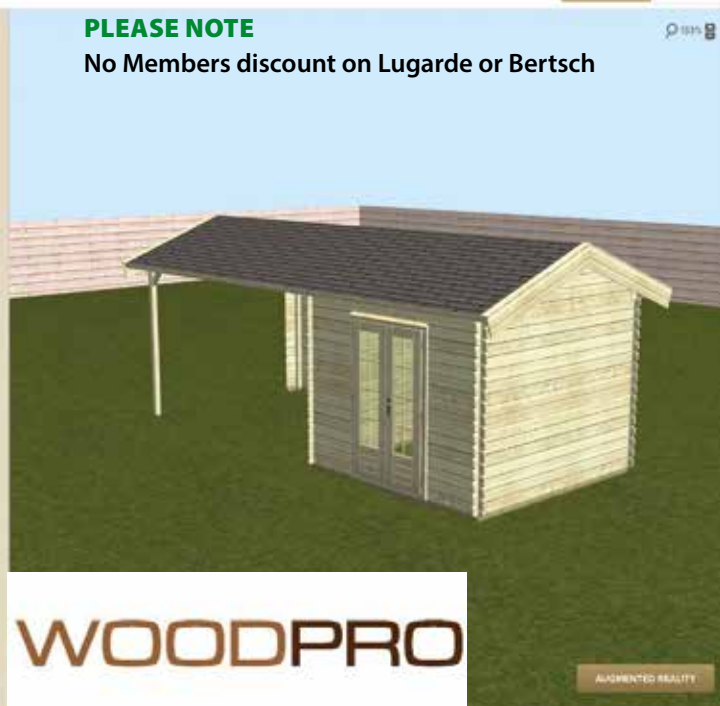 PLEASE NOTE
No Members discount on Lugarde or Bertsch
WOODPRO
AUGMENTED REALITY